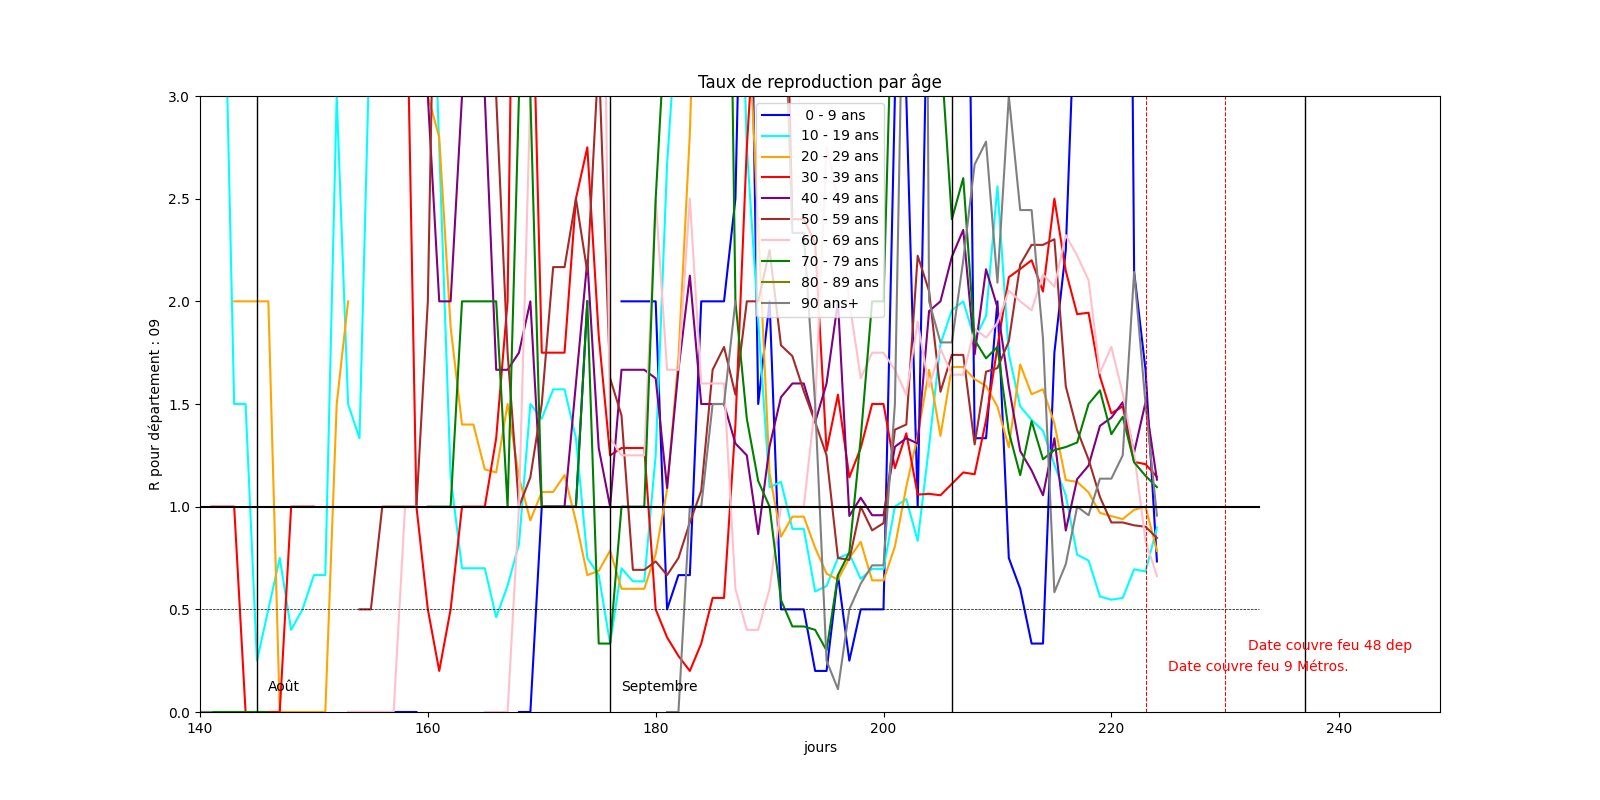 Taux de reproduction par âge
R pour département : 09
3.0
2.5
2.0
1.5
1.0
0.5
0.0
0 - 9 ans
10 - 19 ans
20 - 29 ans
30 - 39 ans
40 - 49 ans
50 - 59 ans
60 - 69 ans
70 - 79 ans
80 - 89 ans
90 ans+
Date couvre feu 48 dep
Date couvre feu 9 Métros.
Août
Septembre
140
160
180
200
220
240
jours